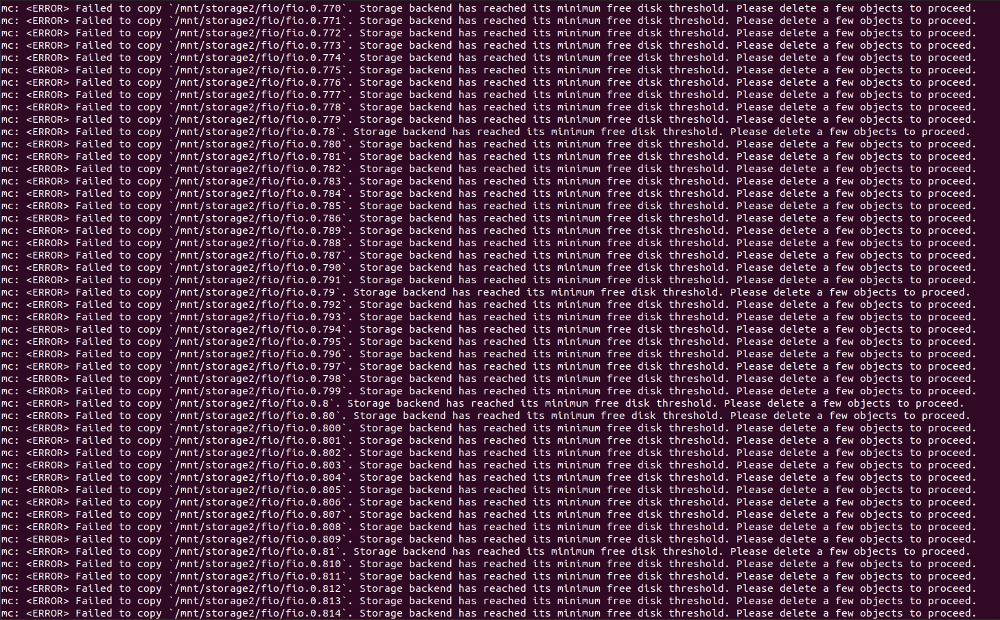 mc: <ERROR> Failed to copy `/mnt/storage2/fio/fio.0.770`. Storage backend has reached its minimum free disk threshold. Please delete a few objects to proceed.
mc: <ERROR> Failed to copy `/mnt/storage2/fio/fio.0.771`. Storage backend has reached its minimum free disk threshold. Please delete a few objects to proceed.
mc: <ERROR> Failed to copy `/mnt/storage2/fio/fio.0.772`. Storage backend has reached its minimum free disk threshold. Please delete a few objects to proceed.
mc: <ERROR> Failed to copy `/mnt/storage2/fio/fio.0.773`. Storage backend has reached its minimum free disk threshold. Please delete a few objects to proceed.
mc: <ERROR> Failed to copy `/mnt/storage2/fio/fio.0.774`. Storage backend has reached its minimum free disk threshold. Please delete a few objects to proceed.
mc: <ERROR> Failed to copy `/mnt/storage2/fio/fio.0.775`. Storage backend has reached its minimum free disk threshold. Please delete a few objects to proceed.
mc: <ERROR> Failed to copy `/mnt/storage2/fio/fio.0.776`. Storage backend has reached its minimum free disk threshold. Please delete a few objects to proceed.
mc: <ERROR> Failed to copy `/mnt/storage2/fio/fio.0.777`. Storage backend has reached its minimum free disk threshold. Please delete a few objects to proceed.
mc: <ERROR> Failed to copy `/mnt/storage2/fio/fio.0.778`. Storage backend has reached its minimum free disk threshold. Please delete a few objects to proceed.
mc: <ERROR> Failed to copy `/mnt/storage2/fio/fio.0.779`. Storage backend has reached its minimum free disk threshold. Please delete a few objects to proceed.
mc: <ERROR> Failed to copy `/mnt/storage2/fio/fio.0.78`. Storage backend has reached its minimum free disk threshold. Please delete a few objects to proceed.
mc: <ERROR> Failed to copy `/mnt/storage2/fio/fio.0.780`. Storage backend has reached its minimum free disk threshold. Please delete a few objects to proceed.
mc: <ERROR> Failed to copy `/mnt/storage2/fio/fio.0.781`. Storage backend has reached its minimum free disk threshold. Please delete a few objects to proceed.
mc: <ERROR> Failed to copy `/mnt/storage2/fio/fio.0.782`. Storage backend has reached its minimum free disk threshold. Please delete a few objects to proceed.
mc: <ERROR> Failed to copy `/mnt/storage2/fio/fio.0.783`. Storage backend has reached its minimum free disk threshold. Please delete a few objects to proceed.
mc: <ERROR> Failed to copy `/mnt/storage2/fio/fio.0.784`. Storage backend has reached its minimum free disk threshold. Please delete a few objects to proceed.
mc: <ERROR> Failed to copy `/mnt/storage2/fio/fio.0.785`. Storage backend has reached its minimum free disk threshold. Please delete a few objects to proceed.
mc: <ERROR> Failed to copy `/mnt/storage2/fio/fio.0.786`. Storage backend has reached its minimum free disk threshold. Please delete a few objects to proceed.
mc: <ERROR> Failed to copy `/mnt/storage2/fio/fio.0.789`. Storage backend has reached its minimum free disk threshold. Please delete a few objects to proceed.
mc: <ERROR> Failed to copy `/mnt/storage2/fio/fio.0.788`. Storage backend has reached its minimum free disk threshold. Please delete a few objects to proceed.
mc: <ERROR> Failed to copy `/mnt/storage2/fio/fio.0.787`. Storage backend has reached its minimum free disk threshold. Please delete a few objects to proceed.
mc: <ERROR> Failed to copy `/mnt/storage2/fio/fio.0.790`. Storage backend has reached its minimum free disk threshold. Please delete a few objects to proceed.
mc: <ERROR> Failed to copy `/mnt/storage2/fio/fio.0.791`. Storage backend has reached its minimum free disk threshold. Please delete a few objects to proceed.
mc: <ERROR> Failed to copy `/mnt/storage2/fio/fio.0.79`. Storage backend has reached its minimum free disk threshold. Please delete a few objects to proceed.
mc: <ERROR> Failed to copy `/mnt/storage2/fio/fio.0.792`. Storage backend has reached its minimum free disk threshold. Please delete a few objects to proceed.
mc: <ERROR> Failed to copy `/mnt/storage2/fio/fio.0.793`. Storage backend has reached its minimum free disk threshold. Please delete a few objects to proceed.
mc: <ERROR> Failed to copy `/mnt/storage2/fio/fio.0.794`. Storage backend has reached its minimum free disk threshold. Please delete a few objects to proceed.
mc: <ERROR> Failed to copy `/mnt/storage2/fio/fio.0.795`. Storage backend has reached its minimum free disk threshold. Please delete a few objects to proceed.
mc: <ERROR> Failed to copy `/mnt/storage2/fio/fio.0.796`. Storage backend has reached its minimum free disk threshold. Please delete a few objects to proceed.
mc: <ERROR> Failed to copy `/mnt/storage2/fio/fio.0.797`. Storage backend has reached its minimum free disk threshold. Please delete a few objects to proceed.
mc: <ERROR> Failed to copy `/mnt/storage2/fio/fio.0.798`. Storage backend has reached its minimum free disk threshold. Please delete a few objects to proceed.
mc: <ERROR> Failed to copy `/mnt/storage2/fio/fio.0.799`. Storage backend has reached its minimum free disk threshold. Please delete a few objects to proceed.
mc: <ERROR> Failed to copy `/mnt/storage2/fio/fio.0.8`. Storage backend has reached its minimum free disk threshold. Please delete a few objects to proceed.
mc: <ERROR> Failed to copy `/mnt/storage2/fio/fio.0.80`. Storage backend has reached its minimum free disk threshold. Please delete a few objects to proceed.
mc: <ERROR> Failed to copy `/mnt/storage2/fio/fio.0.800`. Storage backend has reached its minimum free disk threshold. Please delete a few objects to proceed.
mc: <ERROR> Failed to copy `/mnt/storage2/fio/fio.0.801`. Storage backend has reached its minimum free disk threshold. Please delete a few objects to proceed.
mc: <ERROR> Failed to copy `/mnt/storage2/fio/fio.0.802`. Storage backend has reached its minimum free disk threshold. Please delete a few objects to proceed.
mc: <ERROR> Failed to copy `/mnt/storage2/fio/fio.0.803`. Storage backend has reached its minimum free disk threshold. Please delete a few objects to proceed.
mc: <ERROR> Failed to copy `/mnt/storage2/fio/fio.0.804`. Storage backend has reached its minimum free disk threshold. Please delete a few objects to proceed.
mc: <ERROR> Failed to copy `/mnt/storage2/fio/fio.0.805`. Storage backend has reached its minimum free disk threshold. Please delete a few objects to proceed.
mc: <ERROR> Failed to copy `/mnt/storage2/fio/fio.0.806`. Storage backend has reached its minimum free disk threshold. Please delete a few objects to proceed.
mc: <ERROR> Failed to copy `/mnt/storage2/fio/fio.0.807`. Storage backend has reached its minimum free disk threshold. Please delete a few objects to proceed.
mc: <ERROR> Failed to copy `/mnt/storage2/fio/fio.0.808`. Storage backend has reached its minimum free disk threshold. Please delete a few objects to proceed.
mc: <ERROR> Failed to copy `/mnt/storage2/fio/fio.0.809`. Storage backend has reached its minimum free disk threshold. Please delete a few objects to proceed.
mc: <ERROR> Failed to copy `/mnt/storage2/fio/fio.0.81`. Storage backend has reached its minimum free disk threshold. Please delete a few objects to proceed.
mc: <ERROR> Failed to copy `/mnt/storage2/fio/fio.0.810`. Storage backend has reached its minimum free disk threshold. Please delete a few objects to proceed.
mc: <ERROR> Failed to copy `/mnt/storage2/fio/fio.0.811`. Storage backend has reached its minimum free disk threshold. Please delete a few objects to proceed.
mc: <ERROR> Failed to copy `/mnt/storage2/fio/fio.0.812`. Storage backend has reached its minimum free disk threshold. Please delete a few objects to proceed.
mc: <ERROR> Failed to copy `/mnt/storage2/fio/fio.0.813`. Storage backend has reached its minimum free disk threshold. Please delete a few objects to proceed.
mc: <ERROR> Failed to copy `/mnt/storage2/fio/fio.0.814`. Storage backend has reached its minimum free disk threshold. Please delete a few objects to proceed.